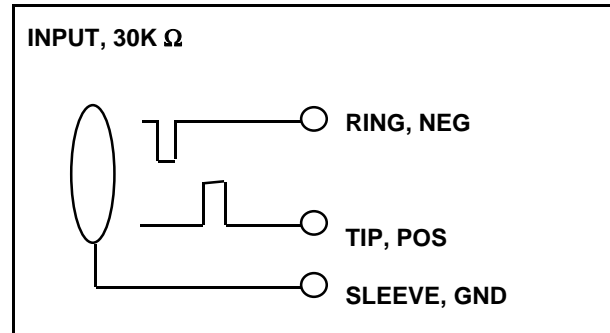 INPUT, 30K Ω
RING, NEG
TIP, POS
SLEEVE, GND